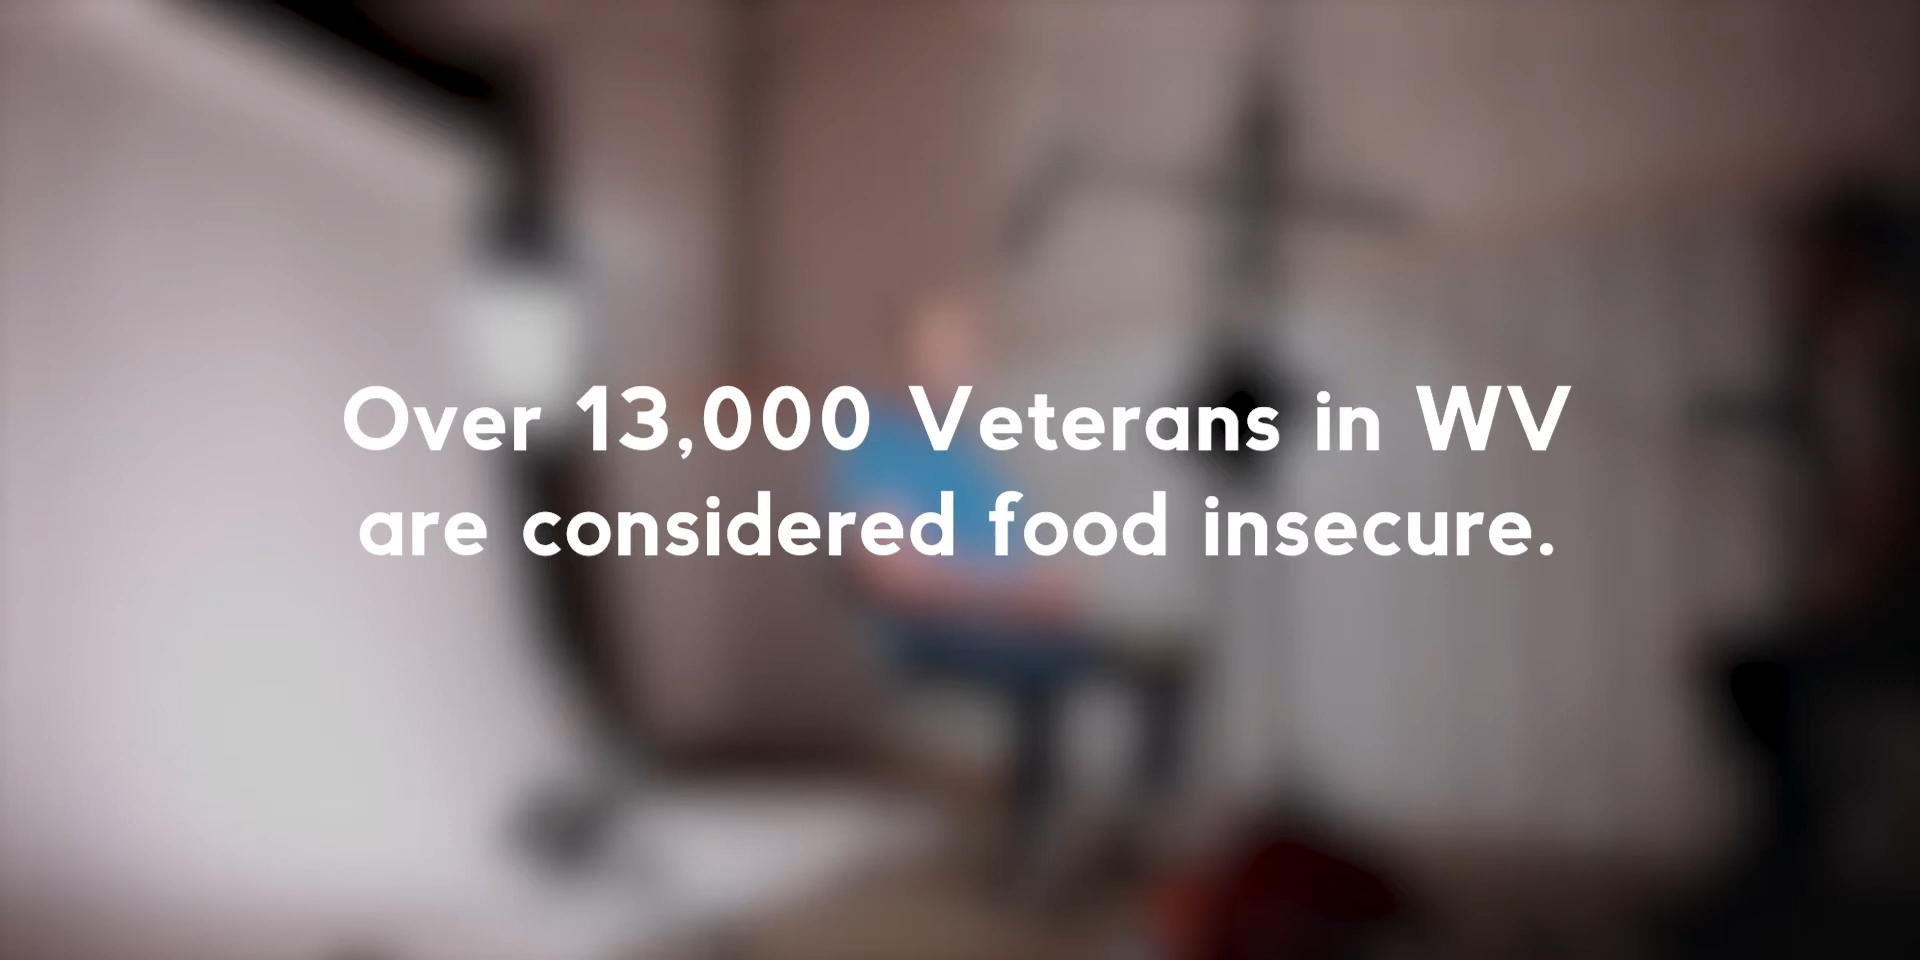 Over 13,000 Veterans in WV
are considered food insecure.